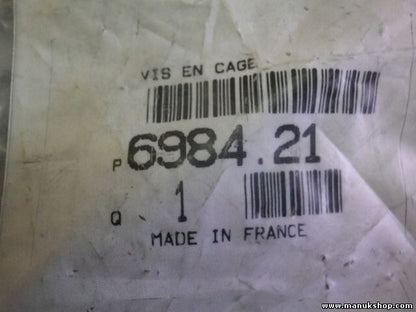 VIS EN CAGE
P 6984.21
Q 1
MADE IN FRANCE
www.manukshop.com